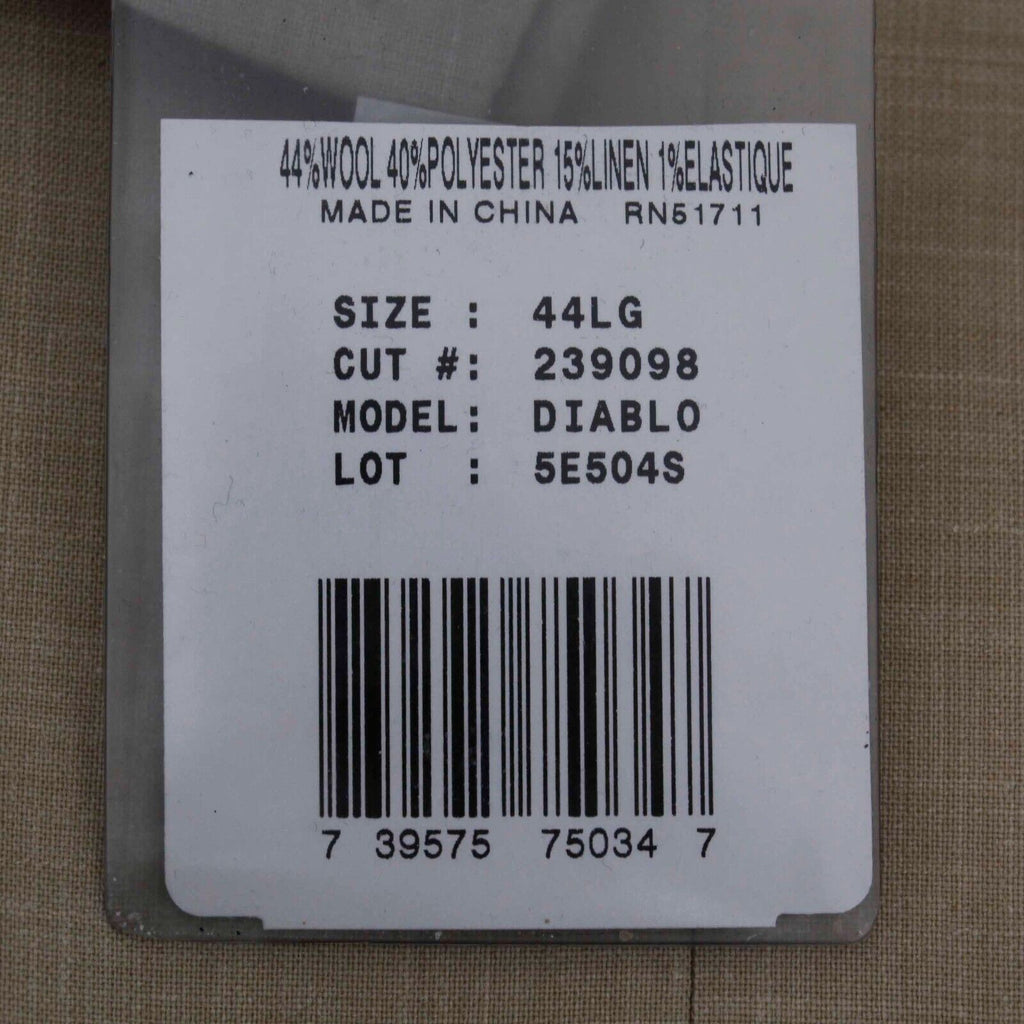 44%WOOL 40%POLYESTER 15%LINEN 1%ELASTIQUE
MADE IN CHINA RN51711
SIZE : 44LG
CUT #: 239098
MODEL: DIABLO
LOT : 5E504S
7 39575 75034 7